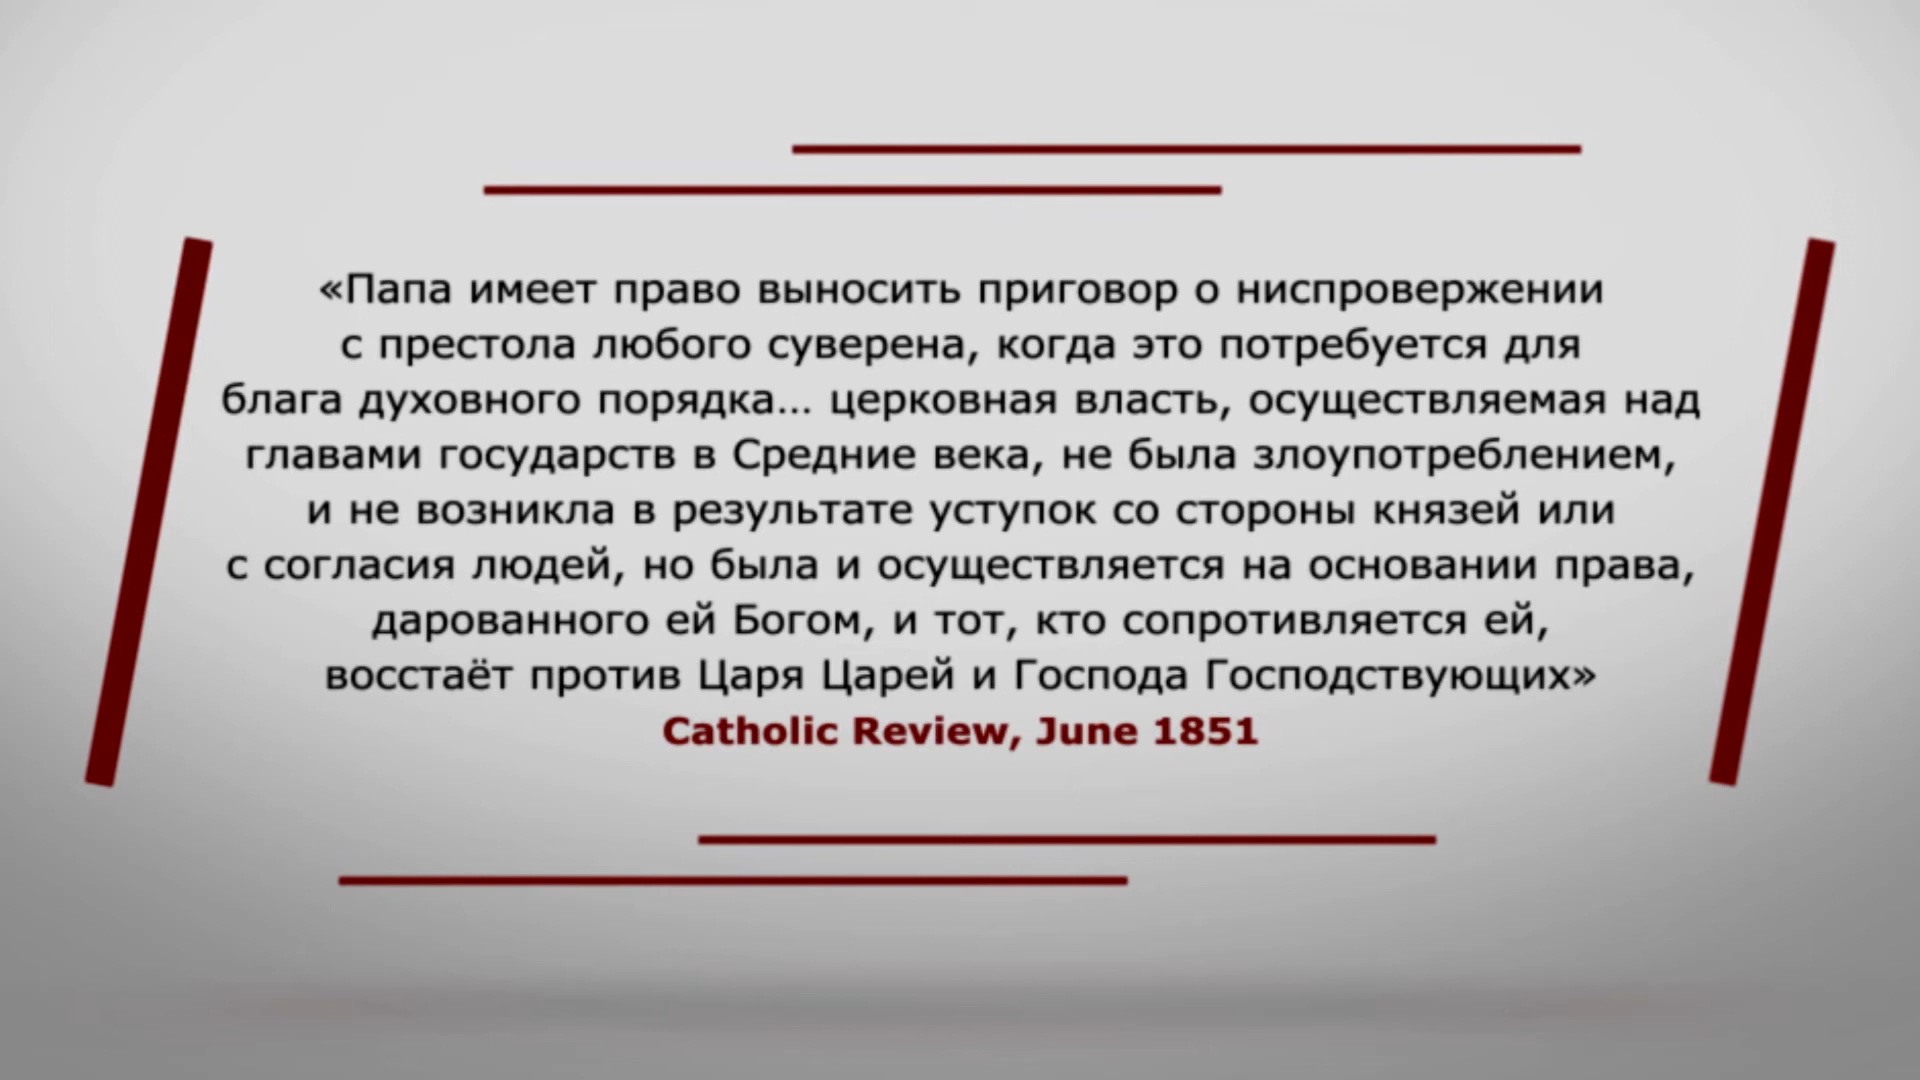 «Папа имеет право выносить приговор о ниспровержении
с престола любого суверена, когда это потребуется для
блага духовного порядка... церковная власть, осуществляемая над
главами государств в Средние века, не была злоупотреблением,
и не возникла в результате уступок со стороны князей или
с согласия людей, но была и осуществляется на основании права,
дарованного ей Богом, и тот, кто сопротивляется ей,
восстаёт против Царя Царей и Господа Господствующих»
Catholic Review, June 1851